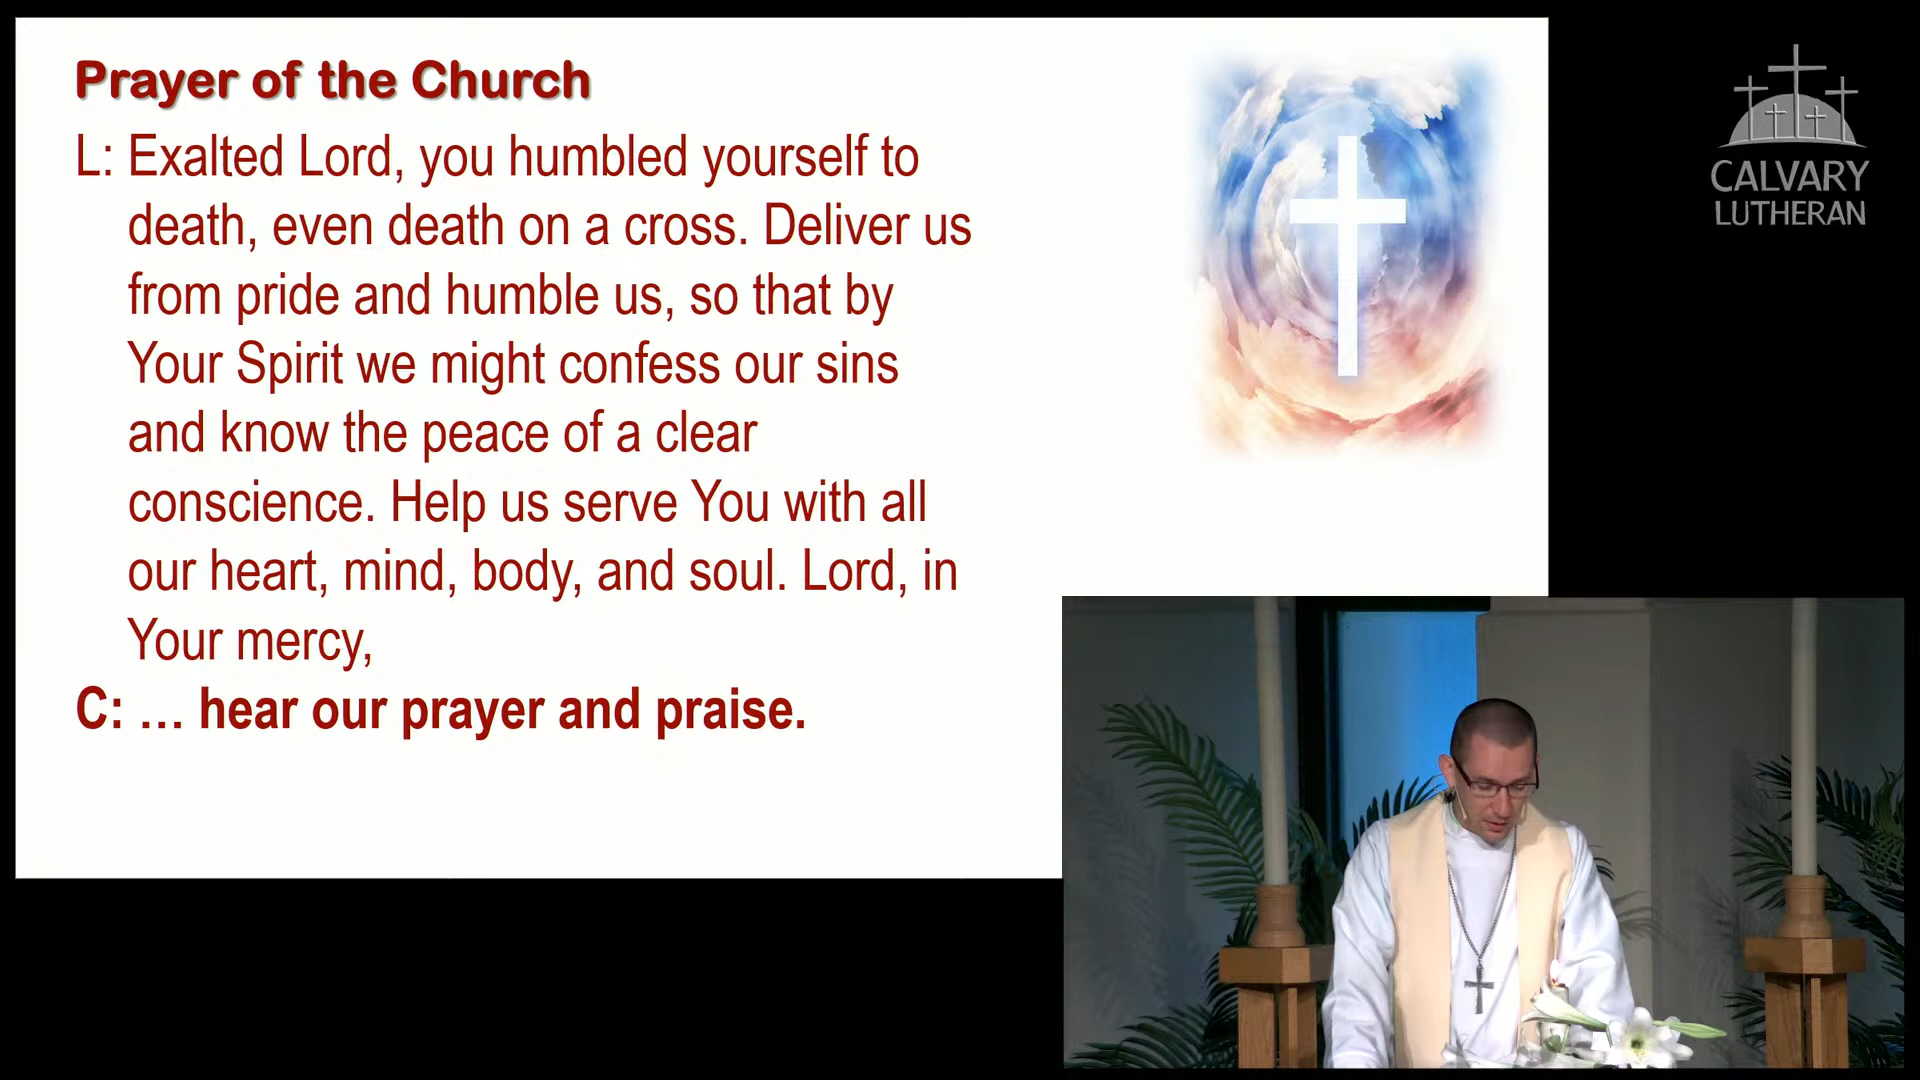 Prayer of the Church
L: Exalted Lord, you humbled yourself to
death, even death on a cross. Deliver us
from pride and humble us, so that by
Your Spirit we might confess our sins
and know the peace of a clear
conscience. Help us serve You with all
our heart, mind, body, and soul. Lord, in
Your mercy,
C: … hear our prayer and praise.
CALVARY
LUTHERAN